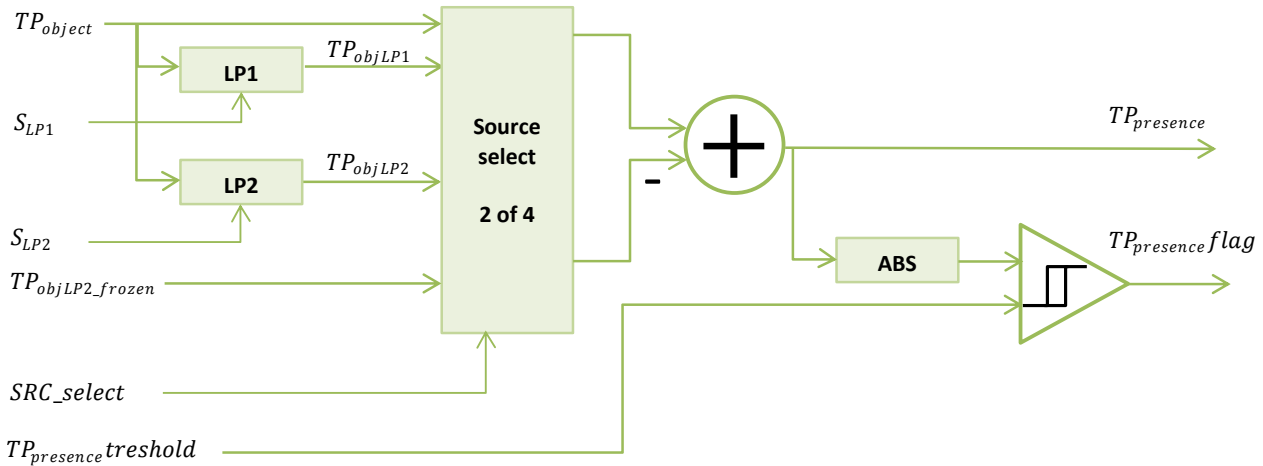 TP_object
LP1
TP_objLP1
S_LP1
LP2
TP_objLP2
S_LP2
TP_objLP2_frozen
Source
select
2 of 4
SRC_select
TP_presence treshold
+
-
TP_presence
ABS
TP_presence flag